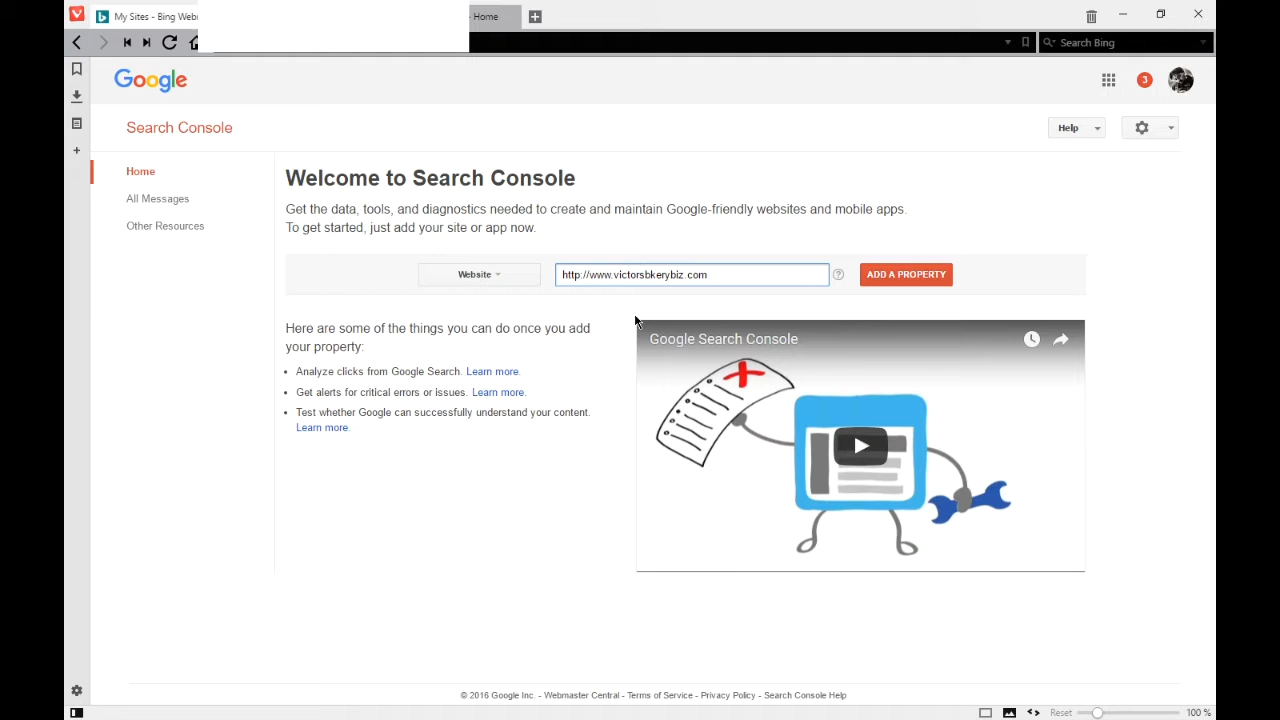 My Sites - Bing Webm
- Home
Search Bing
Google
3
Search Console
Help
Home
All Messages
Other Resources
Welcome to Search Console
Get the data, tools, and diagnostics needed to create and maintain Google-friendly websites and mobile apps.
To get started, just add your site or app now.
Website
http://www.victorsbkerybiz.com
?
ADD A PROPERTY
Here are some of the things you can do once you add
your property:
Analyze clicks from Google Search. Learn more.
Get alerts for critical errors or issues. Learn more.
Test whether Google can successfully understand your content.
Learn more.
Google Search Console
© 2016 Google Inc. - Webmaster Central - Terms of Service - Privacy Policy - Search Console Help
Reset
100 %